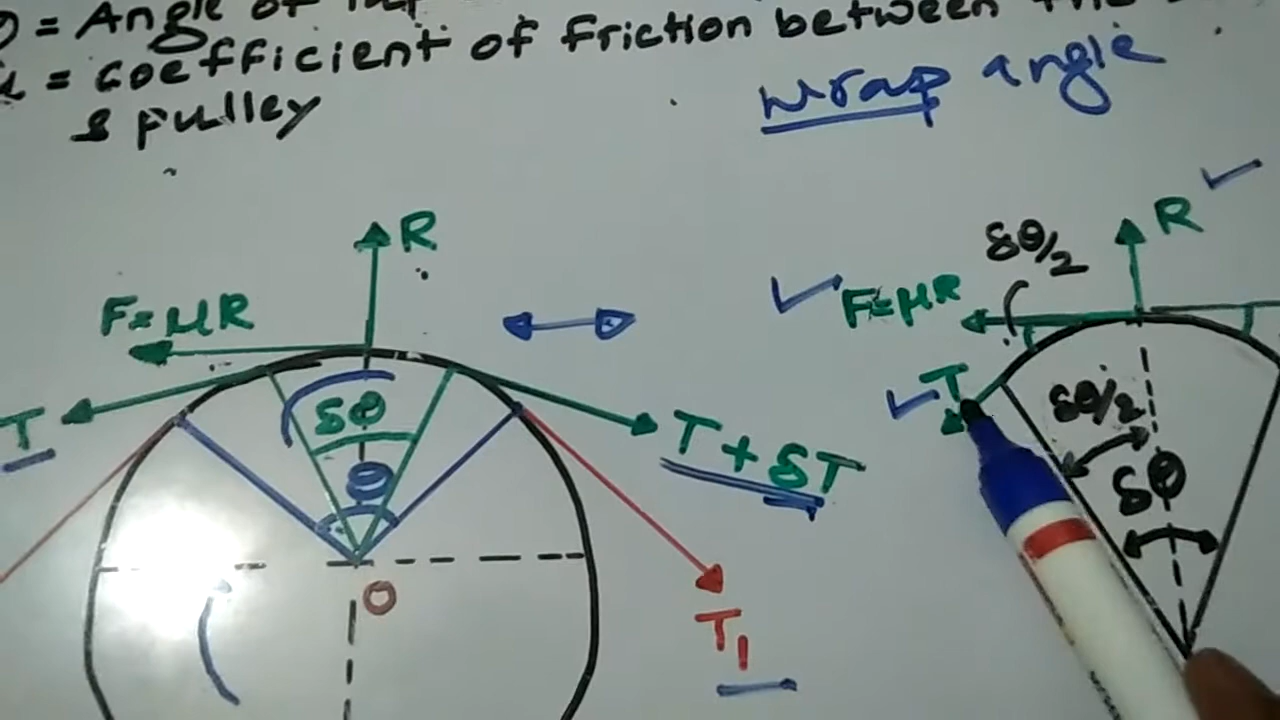 = Angle of
= coefficient of friction between
& pulley
wrap angle
R
F=μR
δθ
θ
T
T + δT
O
T1
R
δθ/2
F=μR
T
δθ/2
δθ